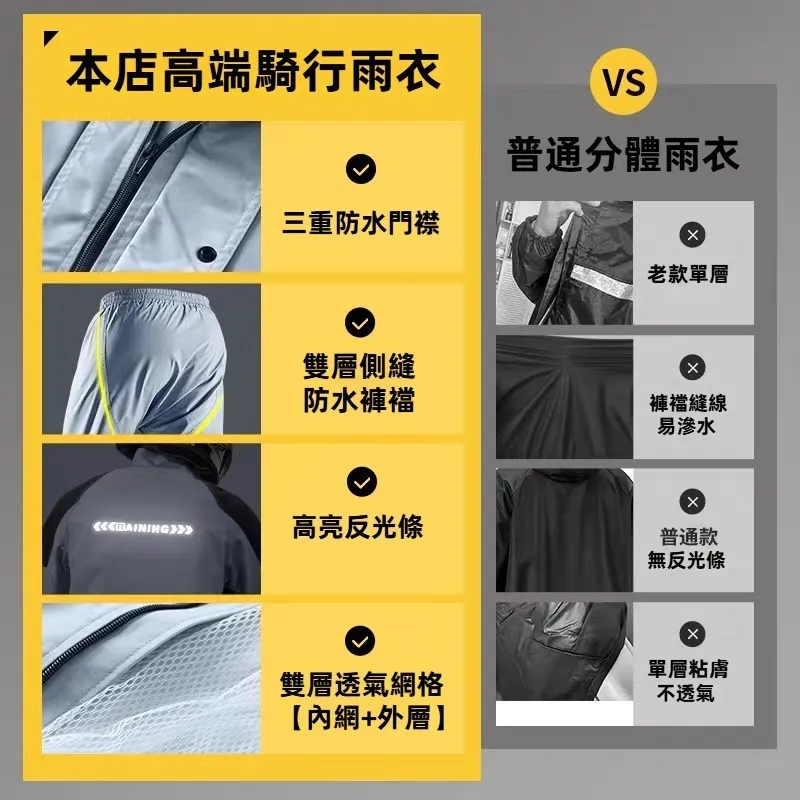 本店高端騎行雨衣
三重防水門襟
雙層側縫
防水褲襠
《《《RAINING》》》
高亮反光條
雙層透氣網格
【內網+外層】
VS
普通分體雨衣
老款單層
褲襠縫線
易滲水
普通款
無反光條
單層粘膚
不透氣